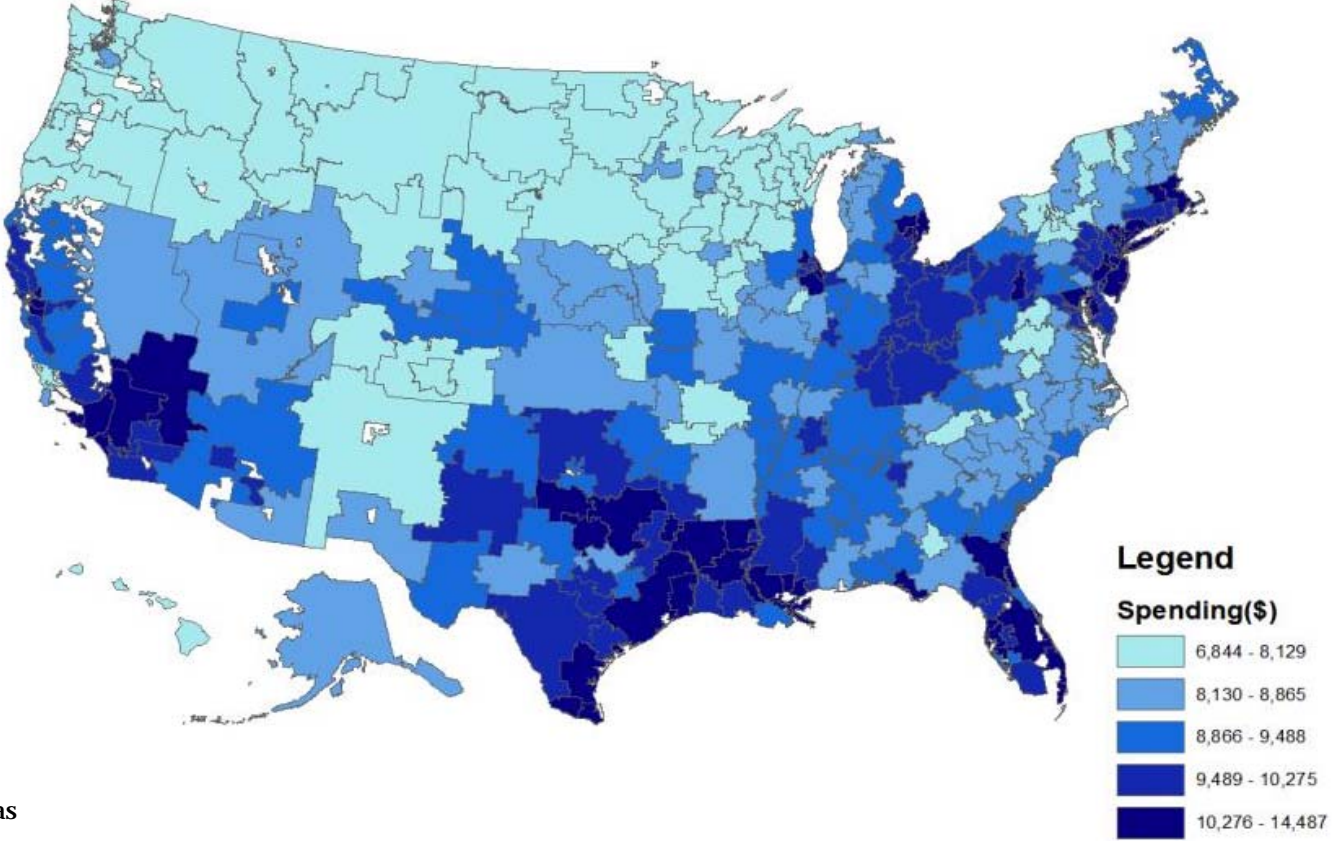 Legend
Spending($)
6,844 - 8,129
8,130 - 8,865
8,866 - 9,488
9,489 - 10,275
10,276 - 14,487
as